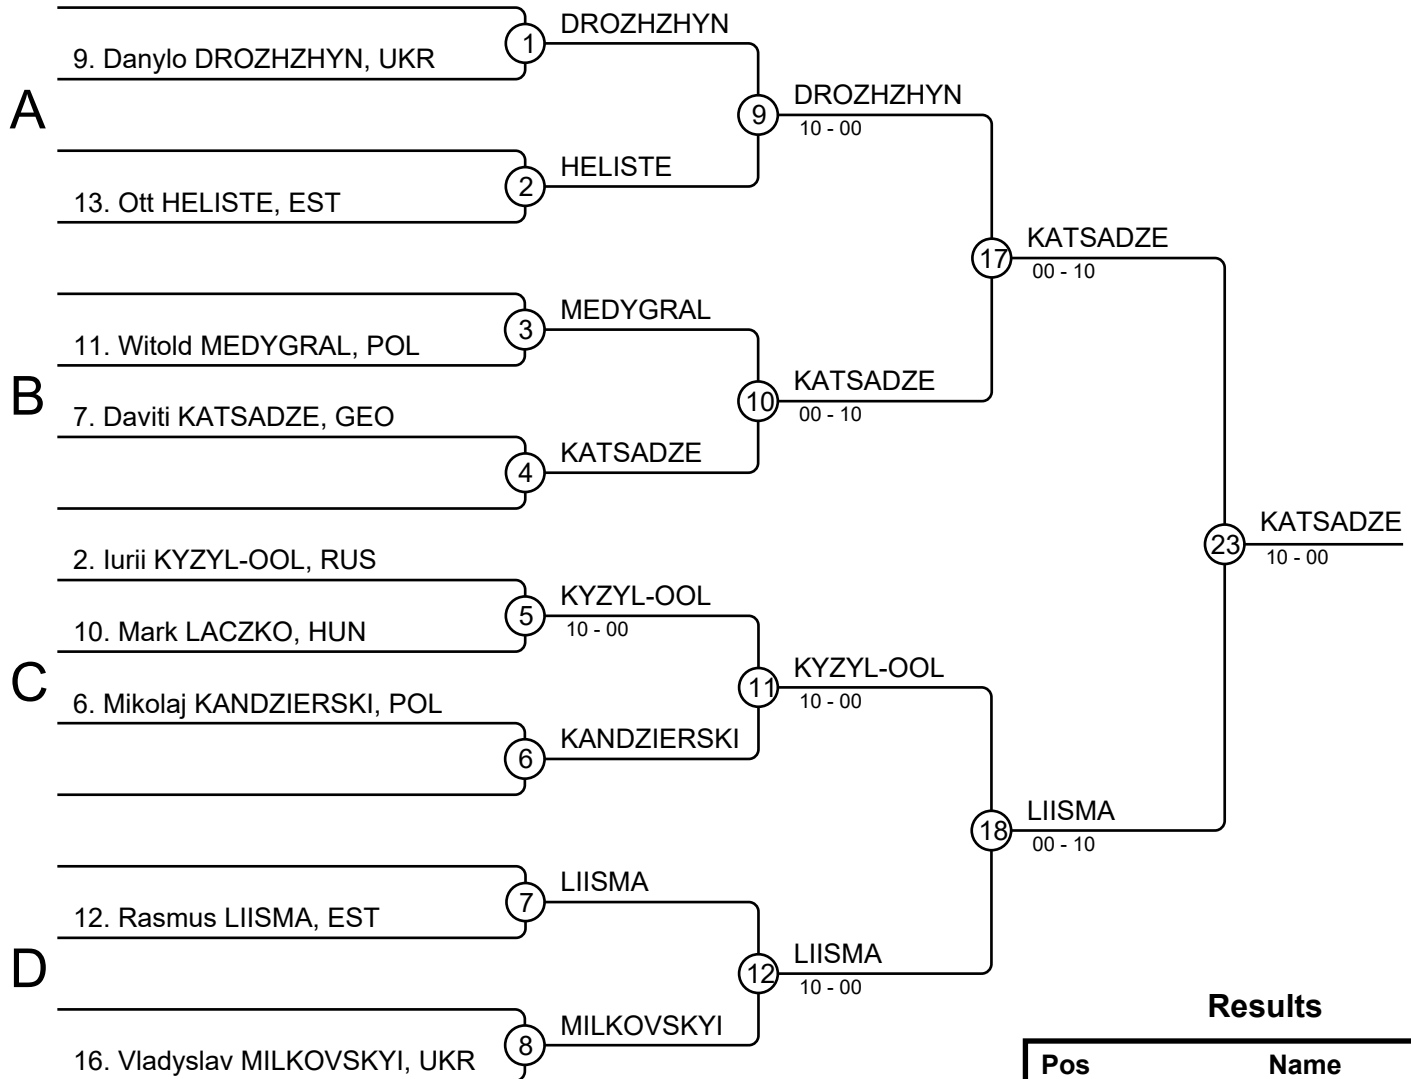 DROZHZHYN
1
9. Danylo DROZHZHYN, UKR
A
DROZHZHYN
9
10 - 00
HELISTE
2
13. Ott HELISTE, EST
KATSADZE
17
00 - 10
MEDYGRAL
3
11. Witold MEDYGRAL, POL
B
KATSADZE
10
00 - 10
7. Daviti KATSADZE, GEO
KATSADZE
4
KATSADZE
23
10 - 00
2. Iurii KYZYL-OOL, RUS
KYZYL-OOL
5
10 - 00
10. Mark LACZKO, HUN
C
KYZYL-OOL
11
10 - 00
6. Mikolaj KANDZIERSKI, POL
KANDZIERSKI
6
LIISMA
18
00 - 10
LIISMA
7
12. Rasmus LIISMA, EST
D
LIISMA
12
10 - 00
MILKOVSKYI
8
16. Vladyslav MILKOVSKYI, UKR
Results
Pos Name